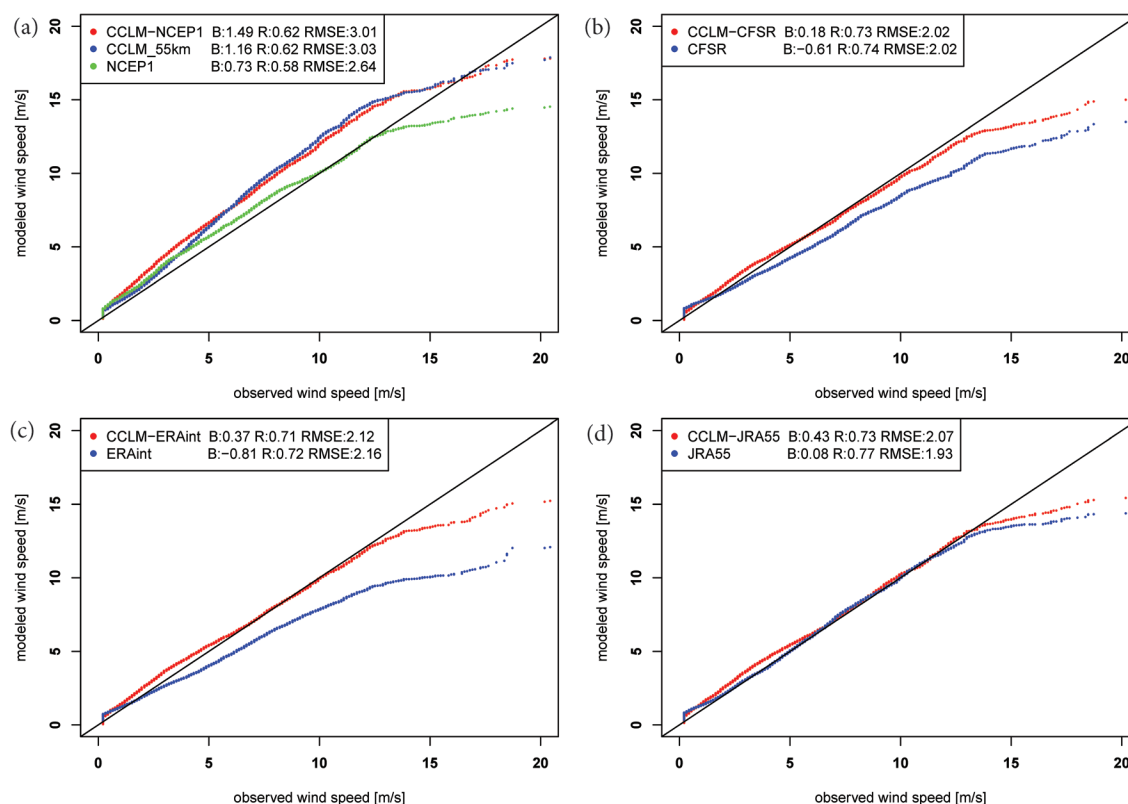 (a)
CCLM−NCEP1 B:1.49 R:0.62 RMSE:3.01
CCLM_55km B:1.16 R:0.62 RMSE:3.03
NCEP1 B:0.73 R:0.58 RMSE:2.64
modeled wind speed [m/s]
0 5 10 15 20
0 5 10 15 20
observed wind speed [m/s]
(b)
CCLM−CFSR B:0.18 R:0.73 RMSE:2.02
CFSR B:−0.61 R:0.74 RMSE:2.02
modeled wind speed [m/s]
0 5 10 15 20
0 5 10 15 20
observed wind speed [m/s]
(c)
CCLM−ERAint B:0.37 R:0.71 RMSE:2.12
ERAint B:−0.81 R:0.72 RMSE:2.16
modeled wind speed [m/s]
0 5 10 15 20
0 5 10 15 20
observed wind speed [m/s]
(d)
CCLM−JRA55 B:0.43 R:0.73 RMSE:2.07
JRA55 B:0.08 R:0.77 RMSE:1.93
modeled wind speed [m/s]
0 5 10 15 20
0 5 10 15 20
observed wind speed [m/s]